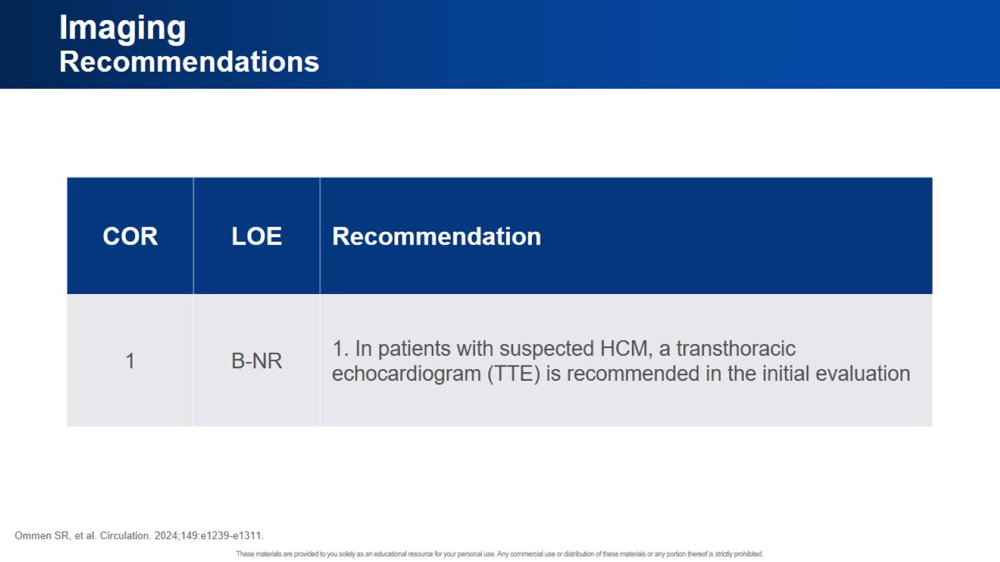 Imaging
Recommendations
COR
LOE
Recommendation
1
B-NR
1. In patients with suspected HCM, a transthoracic
echocardiogram (TTE) is recommended in the initial evaluation
Ommen SR, et al. Circulation. 2024;149:e1239-e1311.
These materials are provided to you solely as an educational resource for your personal use. Any commercial use or distribution of these materials or any portion thereof is strictly prohibited.